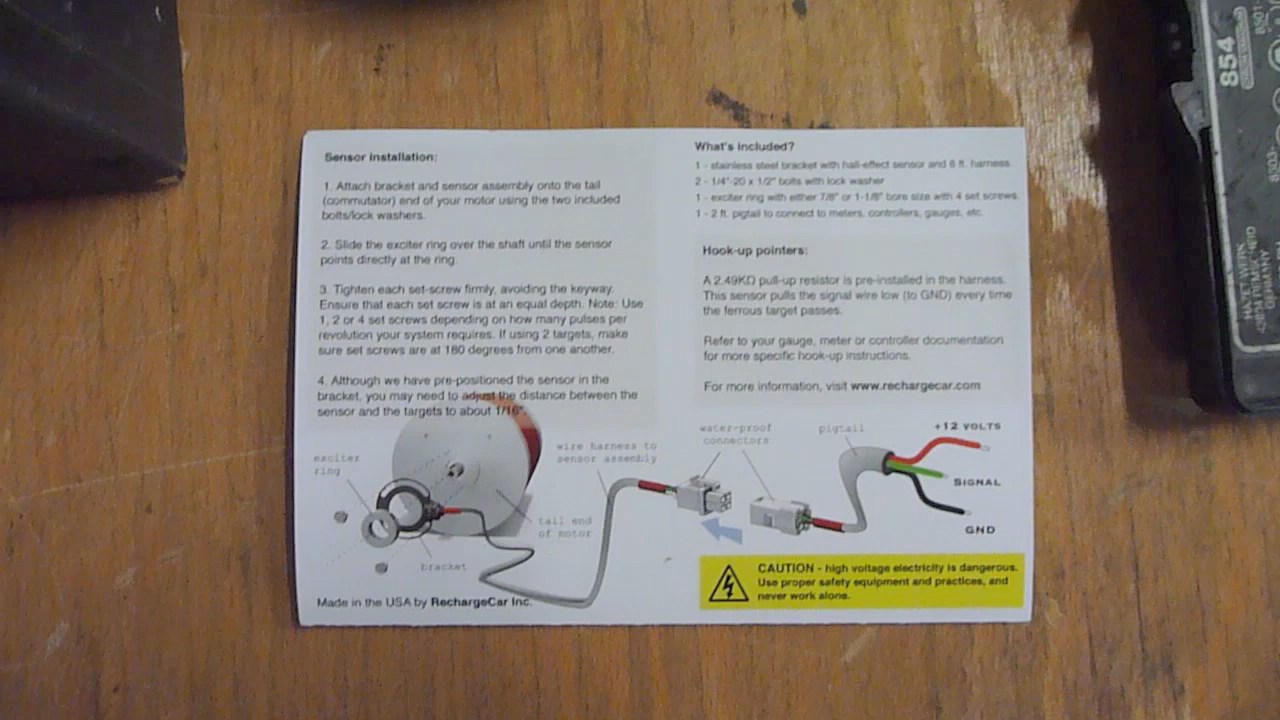 Sensor Installation:
1. Attach bracket and sensor assembly onto the tail
(commutator) end of your motor using the two included
bolts/lock washers.
2. Slide the exciter ring over the shaft until the sensor
points directly at the ring.
3. Tighten each set-screw firmly, avoiding the keyway.
Ensure that each set screw is at an equal depth. Note: Use
1, 2 or 4 set screws depending on how many pulses per
revolution your system requires. If using 2 targets, make
sure set screws are at 180 degrees from one another.
4. Although we have pre-positioned the sensor in the
bracket, you may need to adjust the distance between the
sensor and the targets to about 1/16".
exciter
ring
bracket
tail end
of motor
wire harness to
sensor assembly
Made in the USA by RechargeCar Inc.
What's included?
1 - stainless steel bracket with hall-effect sensor and 6 ft. harness.
2 - 1/4"-20 x 1/2" bolts with lock washer
1 - exciter ring with either 7/8" or 1-1/8" bore size with 4 set screws.
1 - 2 ft. pigtail to connect to meters, controllers, gauges, etc.
Hook-up pointers:
A 2.49KΩ pull-up resistor is pre-installed in the harness.
This sensor pulls the signal wire low (to GND) every time
the ferrous target passes.
Refer to your gauge, meter or controller documentation
for more specific hook-up instructions.
For more information, visit www.rechargecar.com
water-proof
connectors
pigtail
+12 VOLTS
SIGNAL
GND
CAUTION - high voltage electricity is dangerous.
Use proper safety equipment and practices, and
never work alone.
854
GERMANY